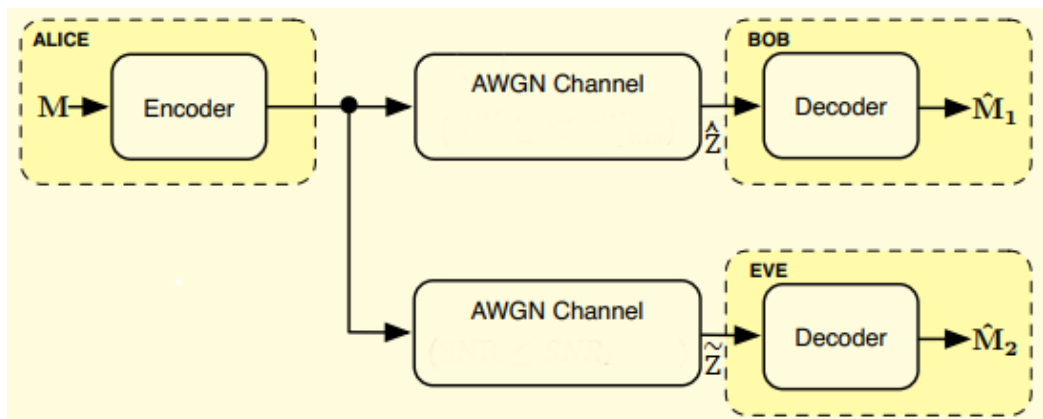 ALICE
M
Encoder
AWGN Channel
Ẑ
BOB
Decoder
M̂₁
AWGN Channel
Z̃
EVE
Decoder
M̂₂